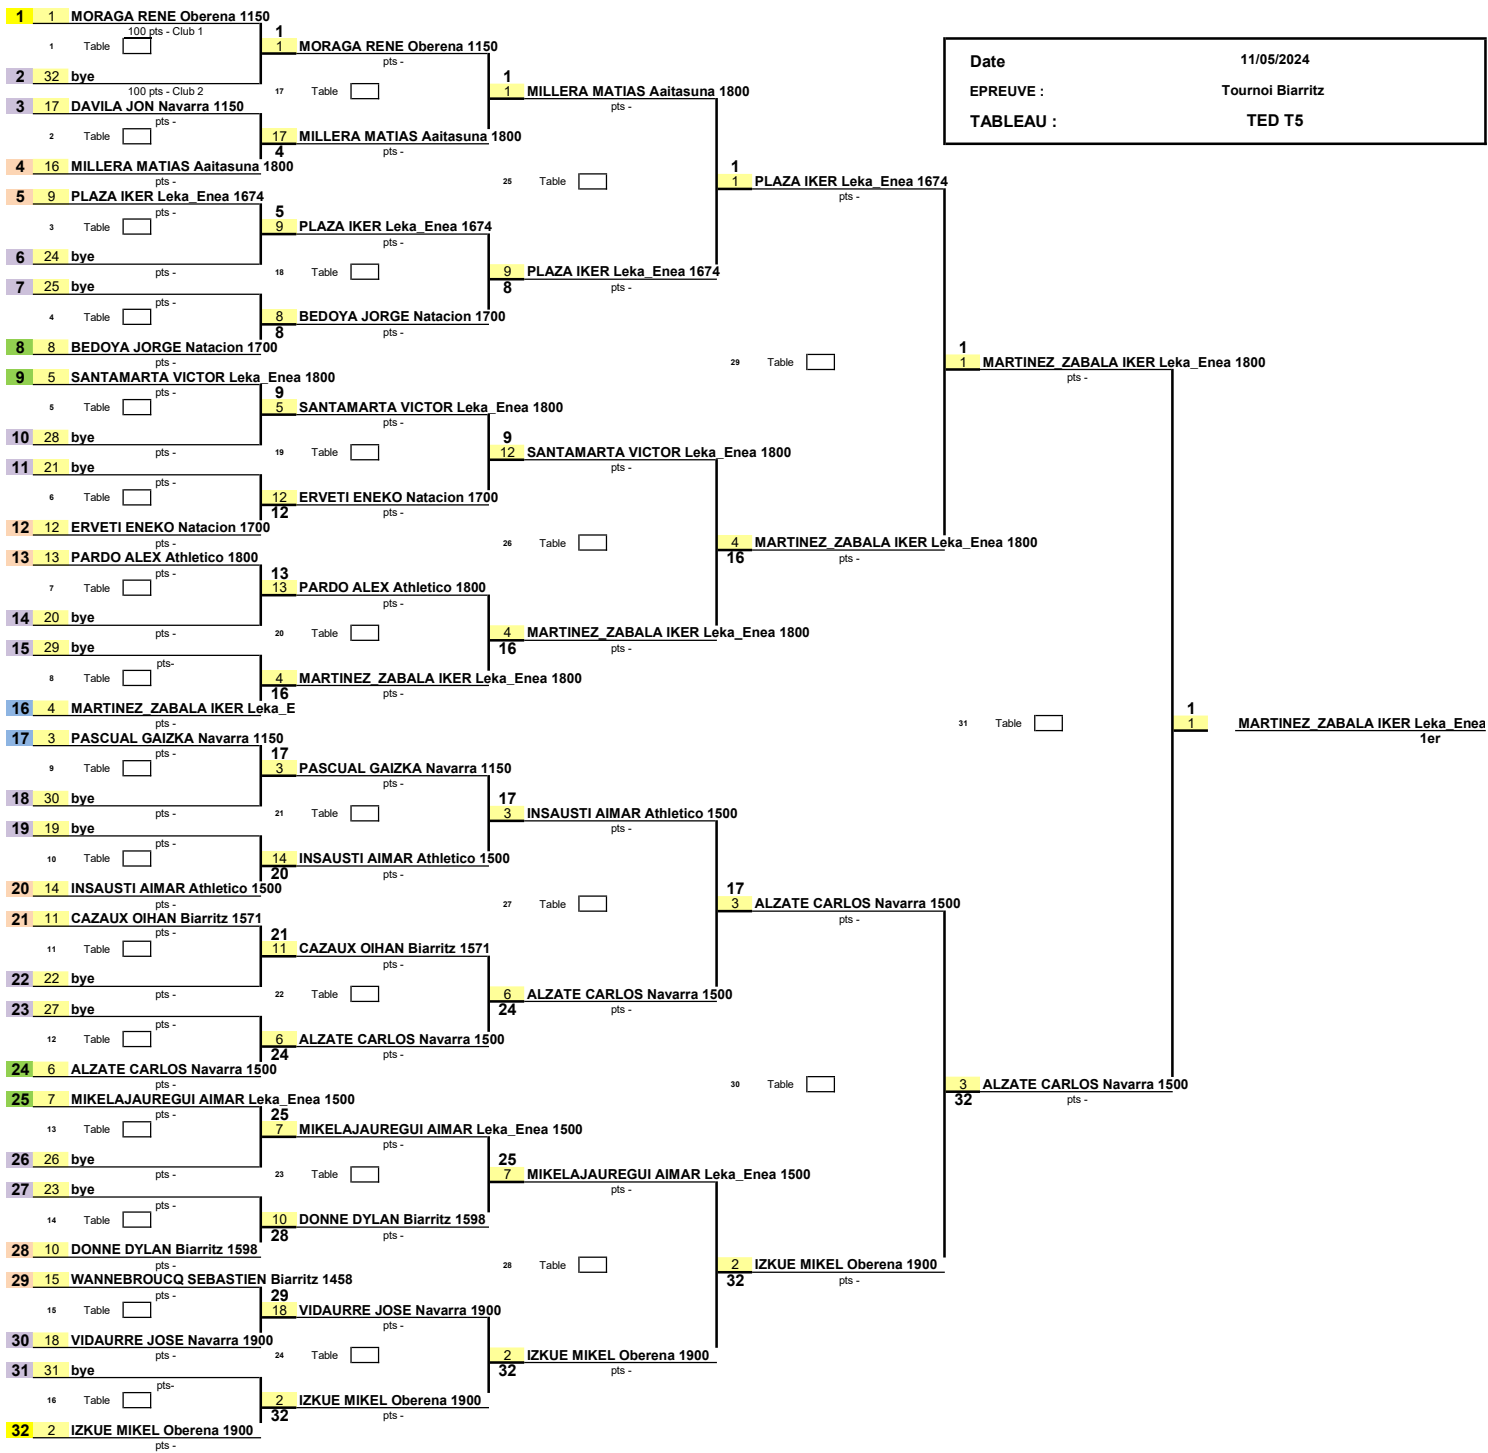 1 1 MORAGA RENE Oberena 1150
100 pts - Club 1
1 Table
2 32 bye
100 pts - Club 2
3 17 DAVILA JON Navarra 1150
pts -
2 Table
4 16 MILLERA MATIAS Aaitasuna 1800
pts -
5 9 PLAZA IKER Leka_Enea 1674
pts -
3 Table
6 24 bye
pts -
7 25 bye
pts -
4 Table
8 8 BEDOYA JORGE Natacion 1700
pts -
9 5 SANTAMARTA VICTOR Leka_Enea 1800
pts -
5 Table
10 28 bye
pts -
11 21 bye
pts -
6 Table
12 12 ERVETI ENEKO Natacion 1700
pts -
13 13 PARDO ALEX Athletico 1800
pts -
7 Table
14 20 bye
pts -
15 29 bye
pts-
8 Table
16 4 MARTINEZ_ZABALA IKER Leka_E
pts -
17 3 PASCUAL GAIZKA Navarra 1150
pts -
9 Table
18 30 bye
pts -
19 19 bye
pts -
10 Table
20 14 INSAUSTI AIMAR Athletico 1500
pts -
21 11 CAZAUX OIHAN Biarritz 1571
pts -
11 Table
22 22 bye
pts -
23 27 bye
pts -
12 Table
24 6 ALZATE CARLOS Navarra 1500
pts -
25 7 MIKELAJAUREGUI AIMAR Leka_Enea 1500
pts -
13 Table
26 26 bye
pts -
27 23 bye
pts -
14 Table
28 10 DONNE DYLAN Biarritz 1598
pts -
29 15 WANNEBROUCQ SEBASTIEN Biarritz 1458
pts -
15 Table
30 18 VIDAURRE JOSE Navarra 1900
pts -
31 31 bye
pts-
16 Table
32 2 IZKUE MIKEL Oberena 1900
pts -
1
1 MORAGA RENE Oberena 1150
pts -
17 Table
17 MILLERA MATIAS Aaitasuna 1800
4 pts -
5
9 PLAZA IKER Leka_Enea 1674
pts -
18 Table
8 BEDOYA JORGE Natacion 1700
8 pts -
9
5 SANTAMARTA VICTOR Leka_Enea 1800
pts -
19 Table
12 ERVETI ENEKO Natacion 1700
12 pts -
13
13 PARDO ALEX Athletico 1800
pts -
20 Table
4 MARTINEZ_ZABALA IKER Leka_Enea 1800
16 pts -
17
3 PASCUAL GAIZKA Navarra 1150
pts -
21 Table
14 INSAUSTI AIMAR Athletico 1500
20 pts -
21
11 CAZAUX OIHAN Biarritz 1571
pts -
22 Table
6 ALZATE CARLOS Navarra 1500
24 pts -
25
7 MIKELAJAUREGUI AIMAR Leka_Enea 1500
pts -
23 Table
10 DONNE DYLAN Biarritz 1598
28 pts -
29
18 VIDAURRE JOSE Navarra 1900
pts -
24 Table
2 IZKUE MIKEL Oberena 1900
32 pts -
1
1 MILLERA MATIAS Aaitasuna 1800
pts -
25 Table
9 PLAZA IKER Leka_Enea 1674
8 pts -
9
12 SANTAMARTA VICTOR Leka_Enea 1800
pts -
26 Table
4 MARTINEZ_ZABALA IKER Leka_Enea 1800
16 pts -
17
3 INSAUSTI AIMAR Athletico 1500
pts -
27 Table
6 ALZATE CARLOS Navarra 1500
24 pts -
25
7 MIKELAJAUREGUI AIMAR Leka_Enea 1500
pts -
28 Table
2 IZKUE MIKEL Oberena 1900
32 pts -
1
1 PLAZA IKER Leka_Enea 1674
pts -
29 Table
4 MARTINEZ_ZABALA IKER Leka_Enea 1800
16 pts -
17
3 ALZATE CARLOS Navarra 1500
pts -
30 Table
2 IZKUE MIKEL Oberena 1900
32 pts -
Date 11/05/2024
EPREUVE : Tournoi Biarritz
TABLEAU : TED T5
1
1 MARTINEZ_ZABALA IKER Leka_Enea 1800
pts -
31 Table
3 ALZATE CARLOS Navarra 1500
32 pts -
1
1 MARTINEZ_ZABALA IKER Leka_Enea
1er